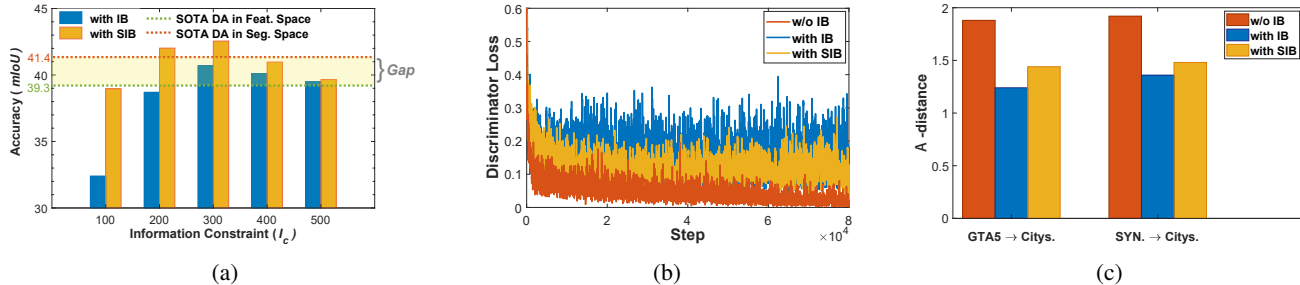 with IB
with SIB
SOTA DA in Feat. Space
SOTA DA in Seg. Space
Accuracy ( mIoU )
45
41.4
40
39.3
35
30
Gap
100 200 300 400 500
Information Constraint ( I_c )
(a)
w/o IB
with IB
with SIB
Discriminator Loss
0.6
0.5
0.4
0.3
0.2
0.1
0
0 2 4 6 8
Step
×10^4
(b)
w/o IB
with IB
with SIB
A -distance
2
1.5
1
0.5
0
GTA5 → Citys. SYN. → Citys.
(c)